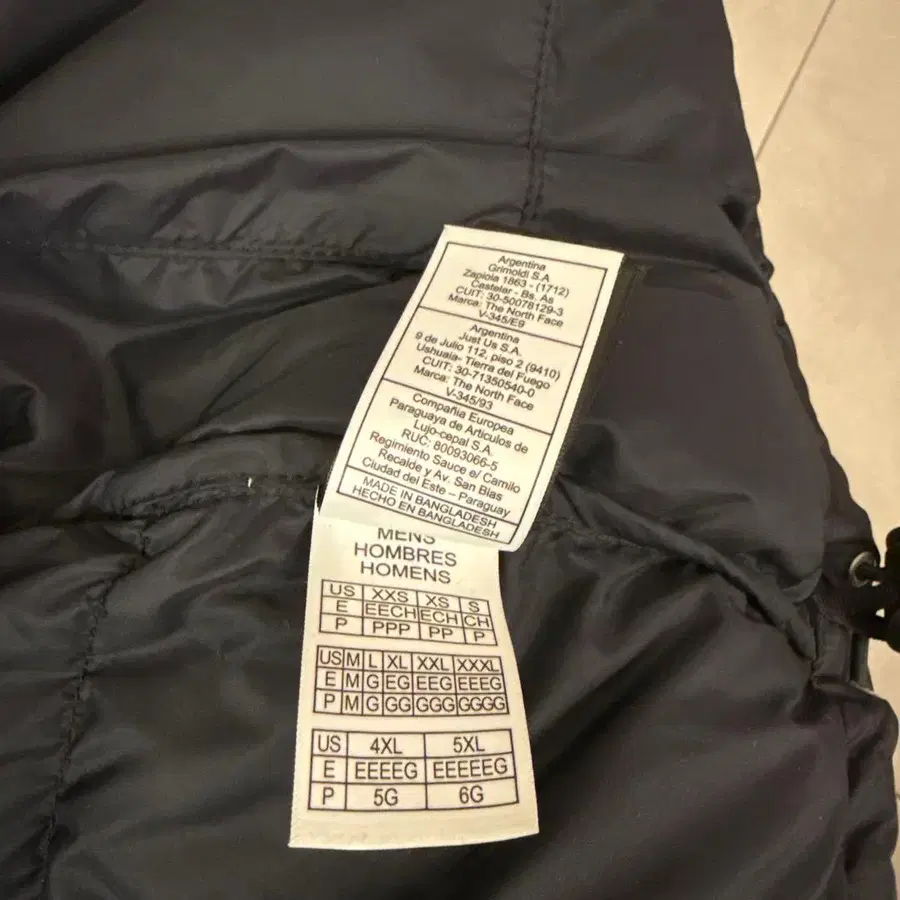 Argentina
Grimoldi S.A
Zapiola 1863 - (1712)
Castelar - Bs. As
CUIT: 30-50078129-3
Marca: The North Face
V-345/E9
Argentina
Just Us S.A.
9 de Julio 112, piso 2 (9410)
Ushuaia- Tierra del Fuego
CUIT: 30-71350540-0
Marca: The North Face
V-345/93
Compañia Europea
Paraguaya de Articulos de
Lujo-cepal S.A.
RUC: 80093066-5
Regimiento Sauce e/ Camilo
Recalde y Av. San Blas
Ciudad del Este – Paraguay
MADE IN BANGLADESH
HECHO EN BANGLADESH
MENS
HOMBRES
HOMENS
US XXS XS S
E EECH ECH CH
P PPP PP P
US M L XL XXL XXXL
E M G EG EEG EEEG
P M G GG GGG GGGG
US 4XL 5XL
E EEEEG EEEEEG
P 5G 6G